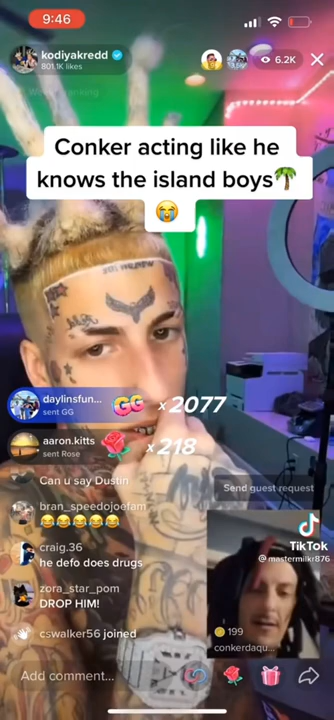 9:46
kodiyakredd
801.1K likes
6.2K
Conker acting like he
knows the island boys🌴
😭
daylinsfun...
sent GG
GG
x2077
aaron.kitts
sent Rose
x218
Can u say Dustin
Send guest request
bran_speedojoefam
😂😂😂😂😂
craig.36
he defo does drugs
zora_star_pom
DROP HIM!
cswalker56 joined
TikTok
@mastermilkr876
199
conkerdaqu...
Add comment...